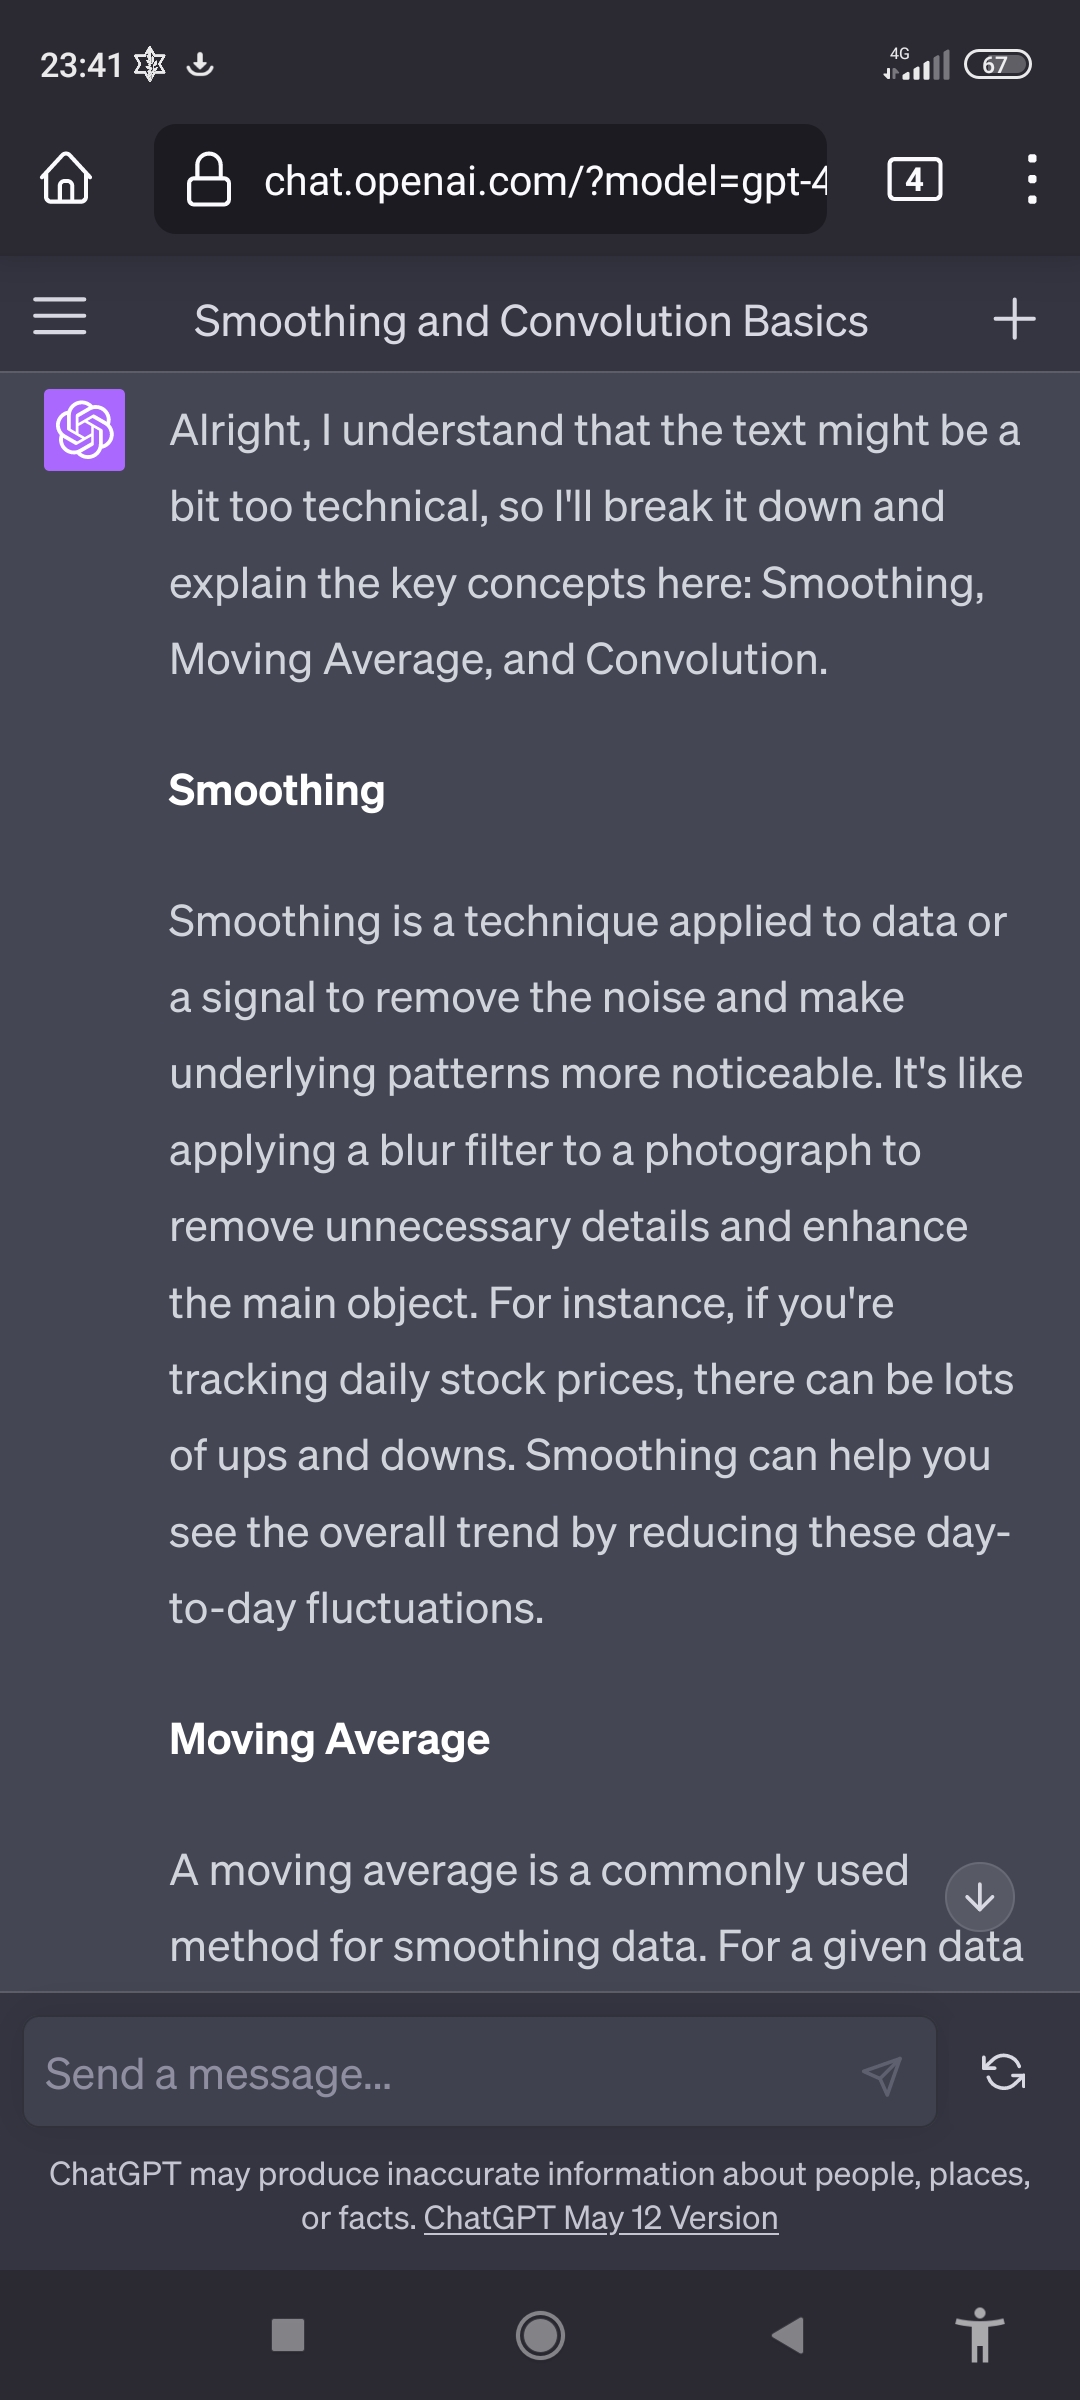 23:41
4G
67
chat.openai.com/?model=gpt-4
4
Smoothing and Convolution Basics
Alright, I understand that the text might be a
bit too technical, so I'll break it down and
explain the key concepts here: Smoothing,
Moving Average, and Convolution.
Smoothing
Smoothing is a technique applied to data or
a signal to remove the noise and make
underlying patterns more noticeable. It's like
applying a blur filter to a photograph to
remove unnecessary details and enhance
the main object. For instance, if you're
tracking daily stock prices, there can be lots
of ups and downs. Smoothing can help you
see the overall trend by reducing these day-
to-day fluctuations.
Moving Average
A moving average is a commonly used
method for smoothing data. For a given data
Send a message...
ChatGPT may produce inaccurate information about people, places,
or facts. ChatGPT May 12 Version